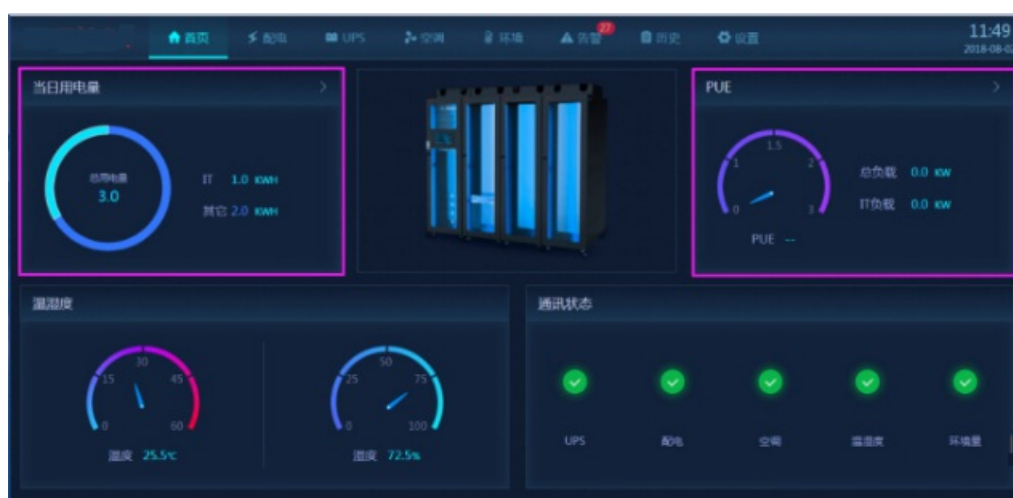 首页 配电 UPS 空调 环境 告警 27 历史 设置 11:49
2018-08-02
当日用电量
总用电量
3.0
IT 1.0 KWH
其它 2.0 KWH
PUE
0 1 1.5 2 3
总负载 0.0 KW
IT负载 0.0 KW
PUE --
温湿度
0 15 30 45 60
温度 25.5℃
0 25 50 75 100
湿度 72.5%
通讯状态
UPS 配电 空调 温湿度 环境量